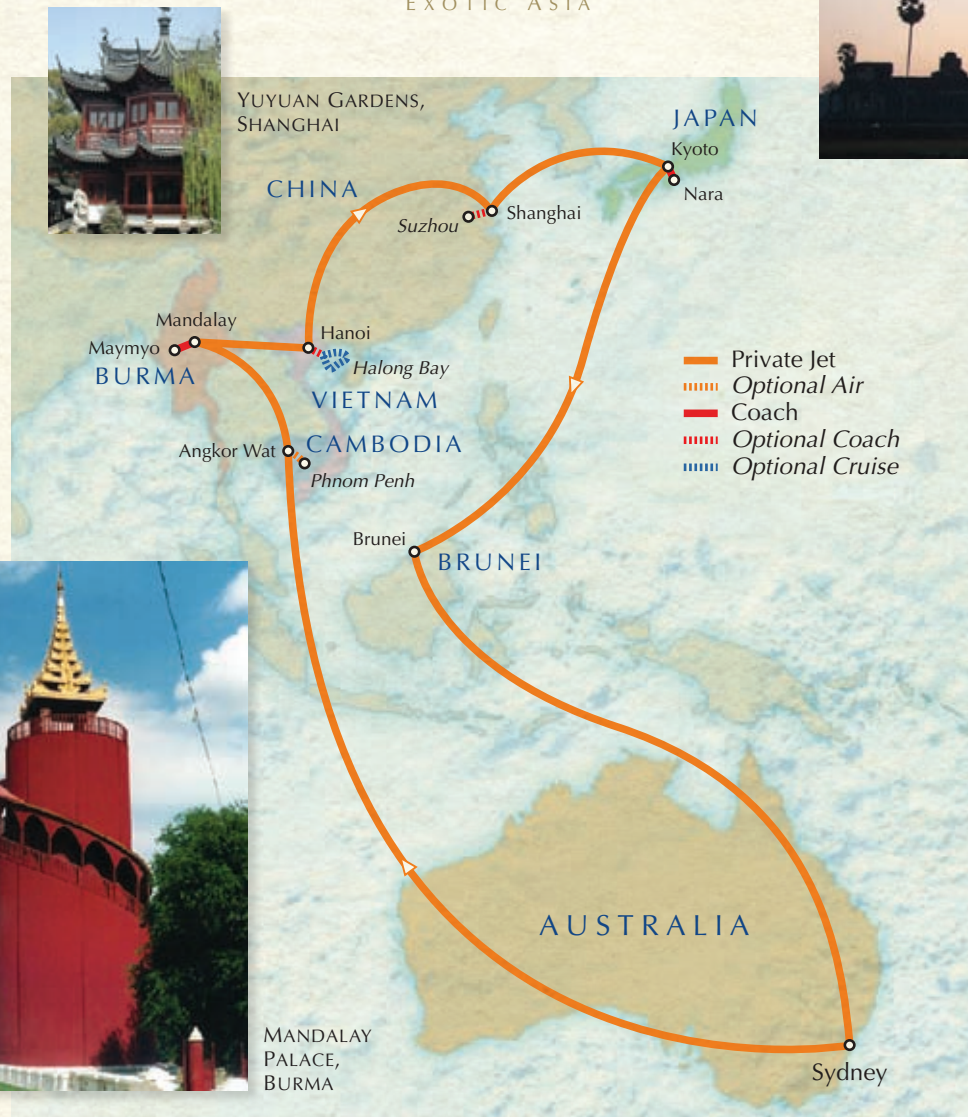 EXOTIC ASIA
YUYUAN GARDENS,
SHANGHAI
JAPAN
Kyoto
Nara
CHINA
Shanghai
Suzhou
Mandalay
Maymyo
BURMA
Hanoi
Halong Bay
VIETNAM
Private Jet
Optional Air
Coach
Optional Coach
Optional Cruise
CAMBODIA
Angkor Wat
Phnom Penh
Brunei
BRUNEI
AUSTRALIA
Sydney
MANDALAY
PALACE,
BURMA